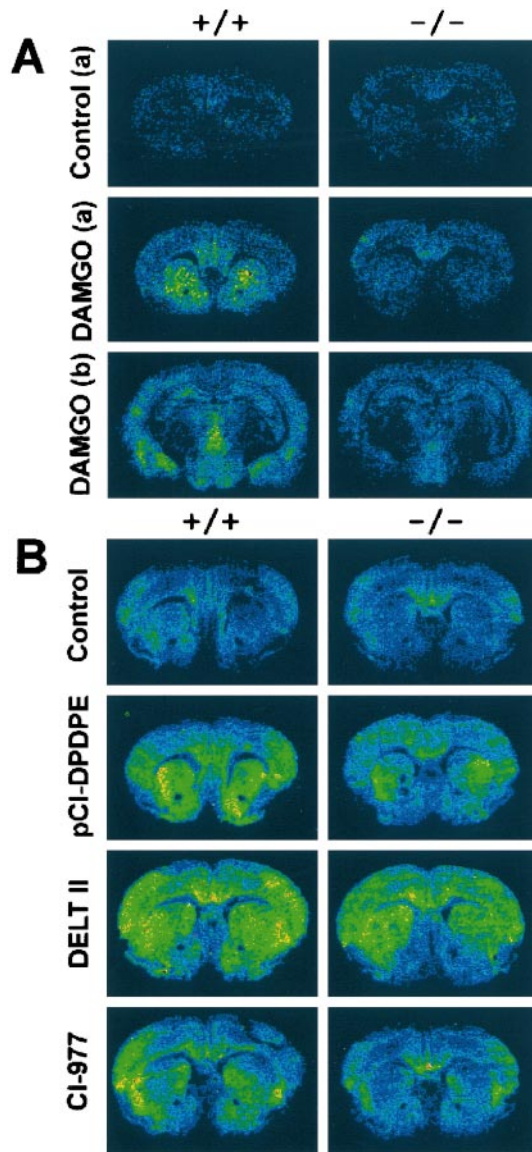 +/+ −/−
A
Control (a)
DAMGO (a)
DAMGO (b)
+/+ −/−
B
Control
pCl-DPDPE
DELT II
CI-977